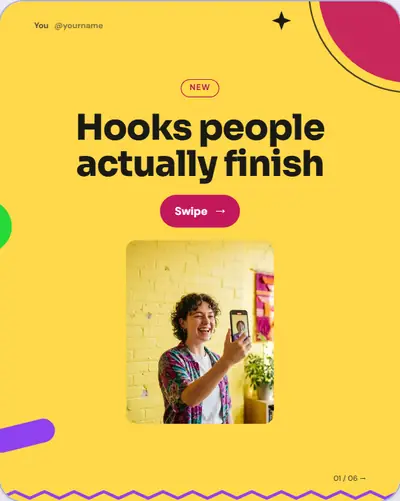 You @yourname
NEW
Hooks people
actually finish
Swipe →
01 / 06 →